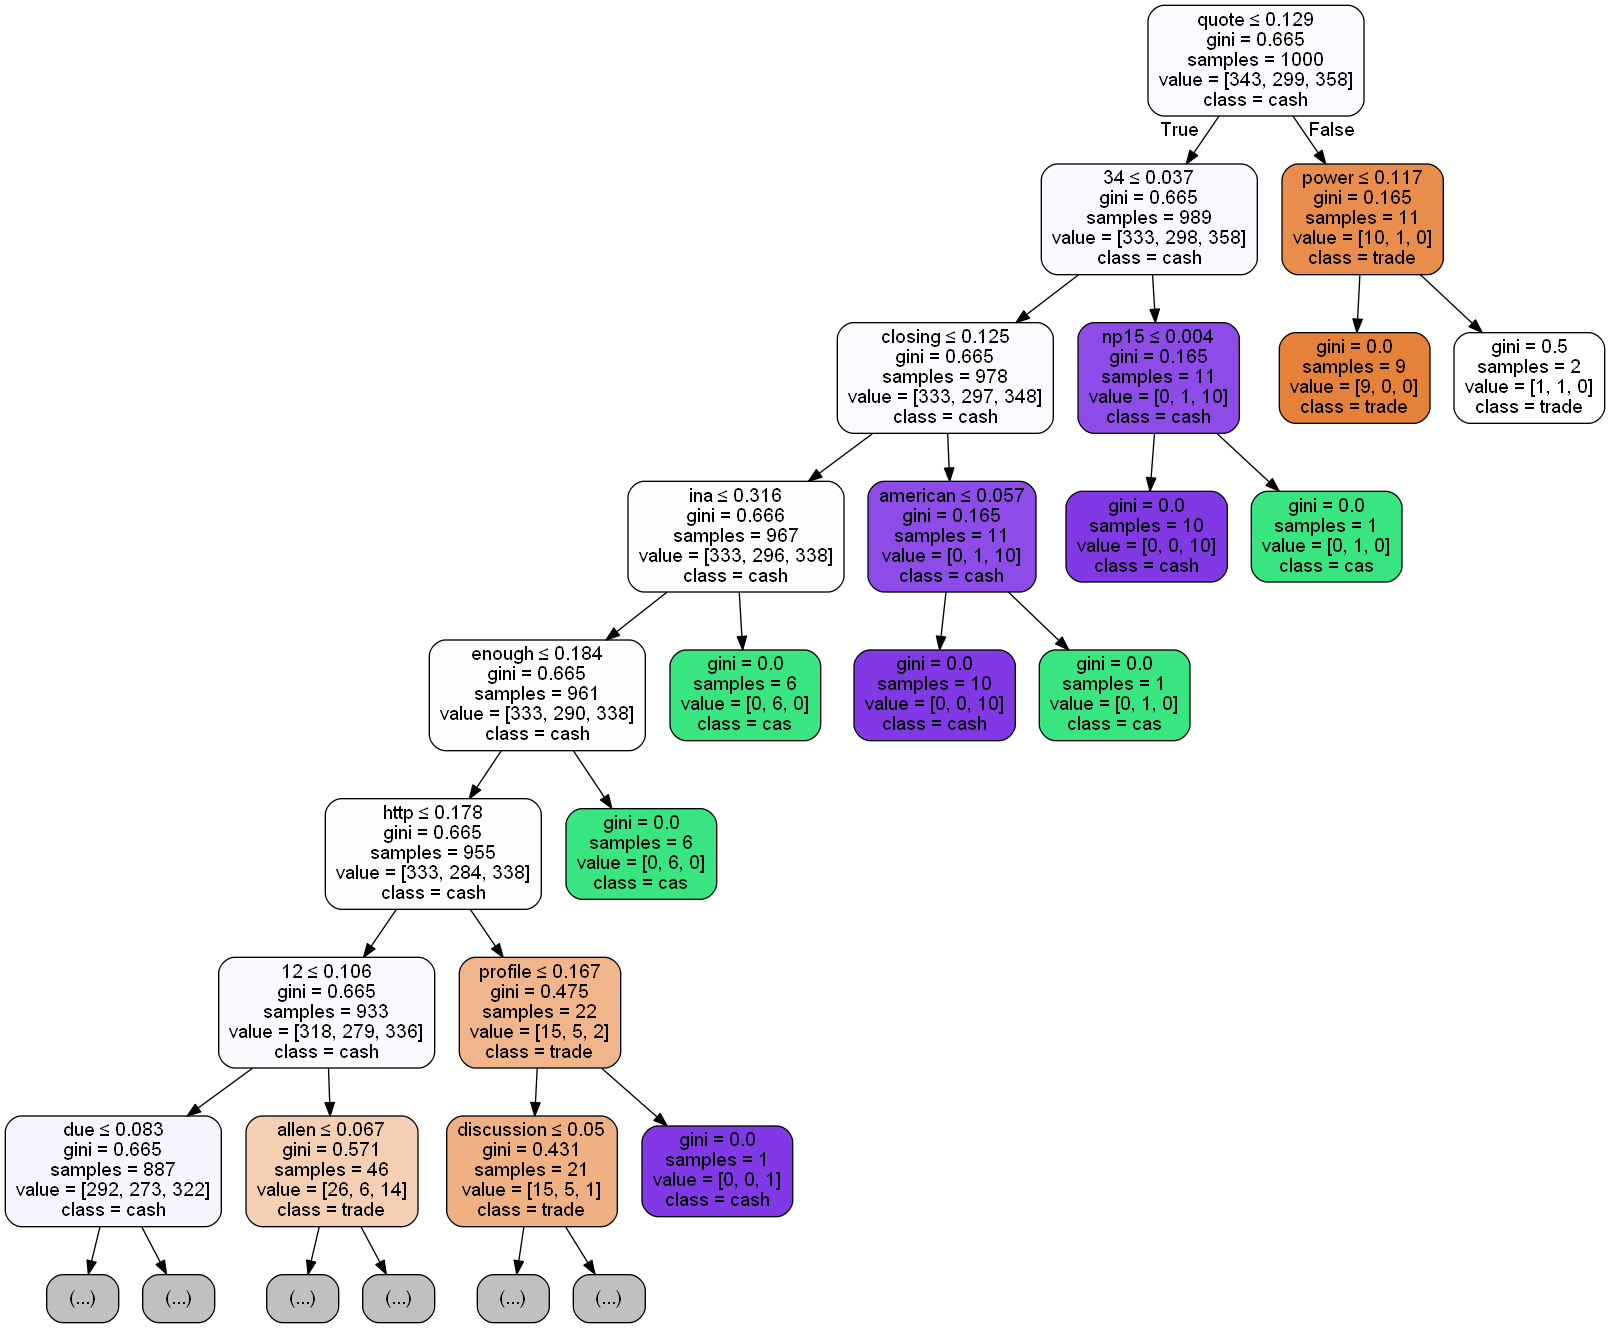 quote ≤ 0.129
gini = 0.665
samples = 1000
value = [343, 299, 358]
class = cash
True
False
34 ≤ 0.037
gini = 0.665
samples = 989
value = [333, 298, 358]
class = cash
power ≤ 0.117
gini = 0.165
samples = 11
value = [10, 1, 0]
class = trade
closing ≤ 0.125
gini = 0.665
samples = 978
value = [333, 297, 348]
class = cash
np15 ≤ 0.004
gini = 0.165
samples = 11
value = [0, 1, 10]
class = cash
gini = 0.0
samples = 9
value = [9, 0, 0]
class = trade
gini = 0.5
samples = 2
value = [1, 1, 0]
class = trade
ina ≤ 0.316
gini = 0.666
samples = 967
value = [333, 296, 338]
class = cash
american ≤ 0.057
gini = 0.165
samples = 11
value = [0, 1, 10]
class = cash
gini = 0.0
samples = 10
value = [0, 0, 10]
class = cash
gini = 0.0
samples = 1
value = [0, 1, 0]
class = cas
enough ≤ 0.184
gini = 0.665
samples = 961
value = [333, 290, 338]
class = cash
gini = 0.0
samples = 6
value = [0, 6, 0]
class = cas
gini = 0.0
samples = 10
value = [0, 0, 10]
class = cash
gini = 0.0
samples = 1
value = [0, 1, 0]
class = cas
http ≤ 0.178
gini = 0.665
samples = 955
value = [333, 284, 338]
class = cash
gini = 0.0
samples = 6
value = [0, 6, 0]
class = cas
12 ≤ 0.106
gini = 0.665
samples = 933
value = [318, 279, 336]
class = cash
profile ≤ 0.167
gini = 0.475
samples = 22
value = [15, 5, 2]
class = trade
due ≤ 0.083
gini = 0.665
samples = 887
value = [292, 273, 322]
class = cash
allen ≤ 0.067
gini = 0.571
samples = 46
value = [26, 6, 14]
class = trade
discussion ≤ 0.05
gini = 0.431
samples = 21
value = [15, 5, 1]
class = trade
gini = 0.0
samples = 1
value = [0, 0, 1]
class = cash
(...)
(...)
(...)
(...)
(...)
(...)